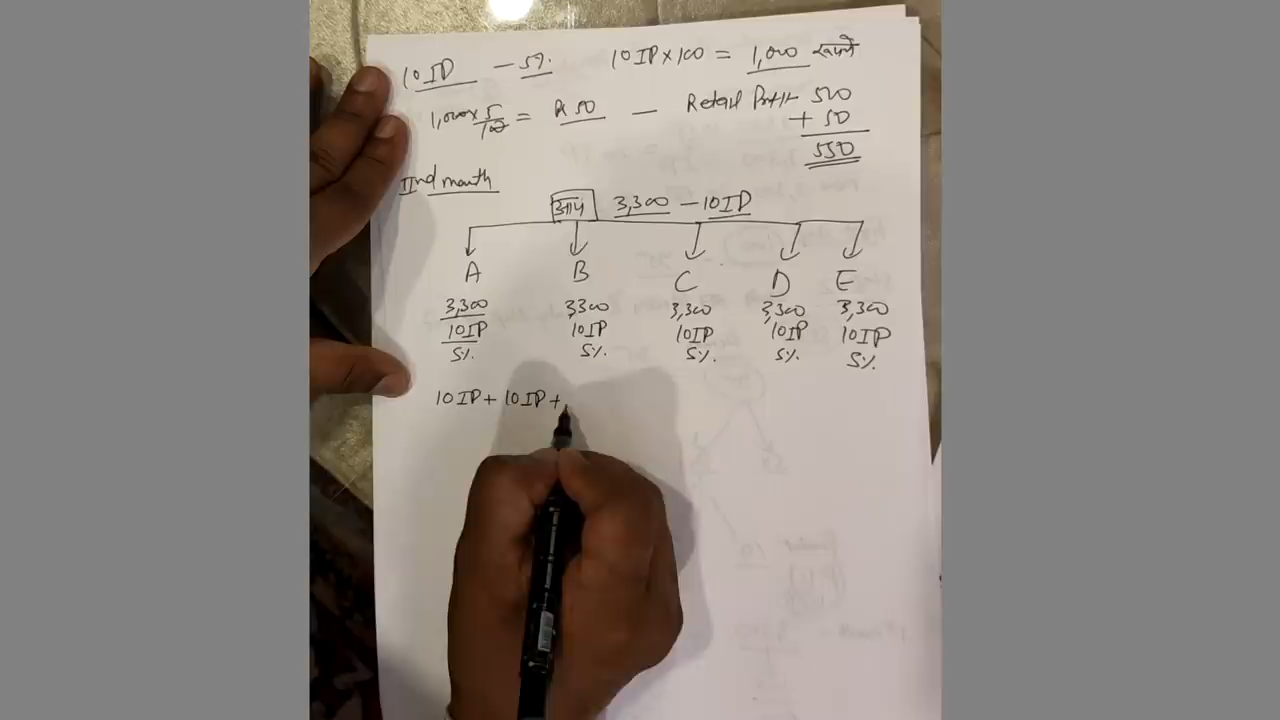 10 IP — 5%. 10 IP × 100 = 1,000 रूपये
1,000 × 5/100 = Rs 50 — Retail Profit 500
+ 50
550
IInd month
आप 3,300 – 10 IP
A B C D E
3,300 3,300 3,300 3,300 3,300
10 IP 10 IP 10 IP 10 IP 10 IP
5%. 5%. 5%. 5%. 5%.
10 IP + 10 IP +